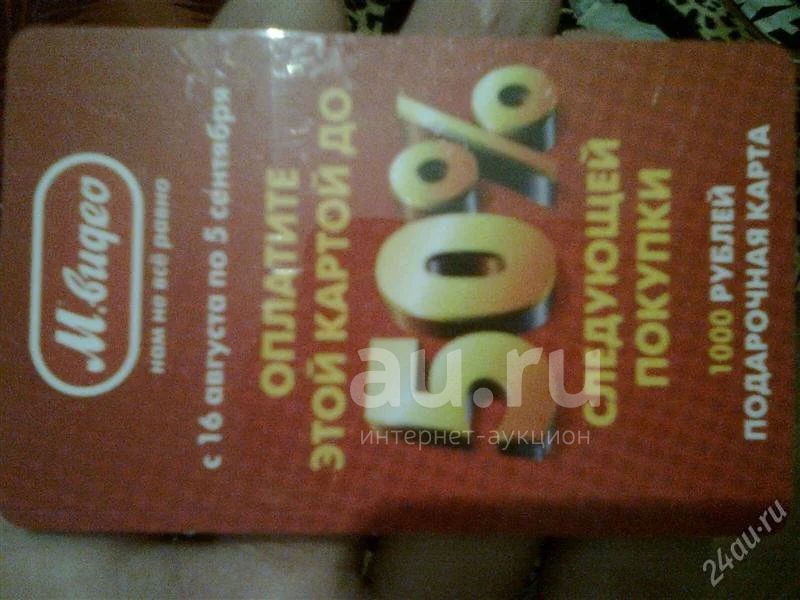 М.видео
нам не всё равно
с 16 августа по 5 сентября
ОПЛАТИТЕ
ЭТОЙ КАРТОЙ ДО
50%
СЛЕДУЮЩЕЙ
ПОКУПКИ
1000 РУБЛЕЙ
ПОДАРОЧНАЯ КАРТА
au.ru
интернет-аукцион
24au.ru